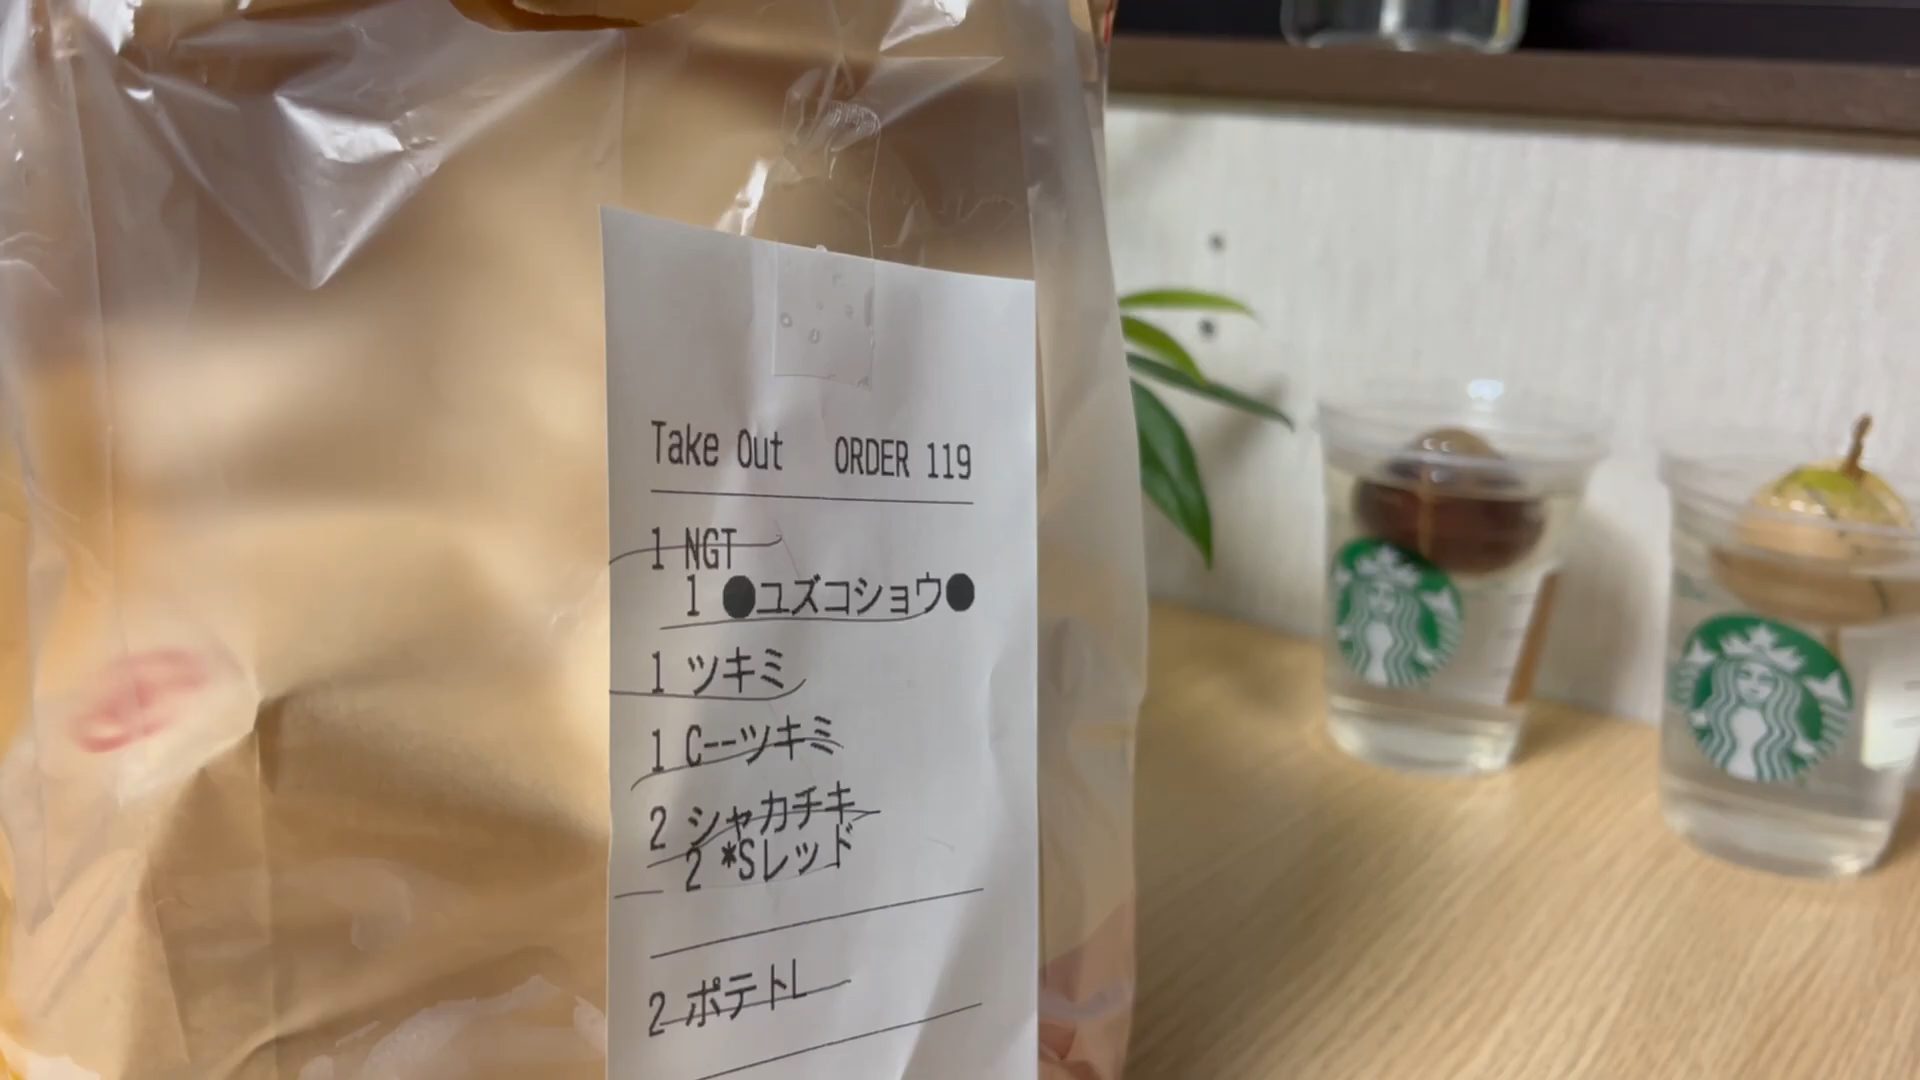 Take Out ORDER 119
1 NGT
1 ●ユズコショウ●
1 ツキミ
1 C--ツキミ
2 シャカチキ
2 *Sレッド
2 ポテトL